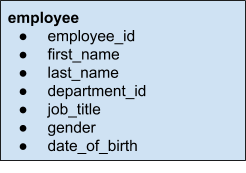 employee
● employee_id
● first_name
● last_name
● department_id
● job_title
● gender
● date_of_birth